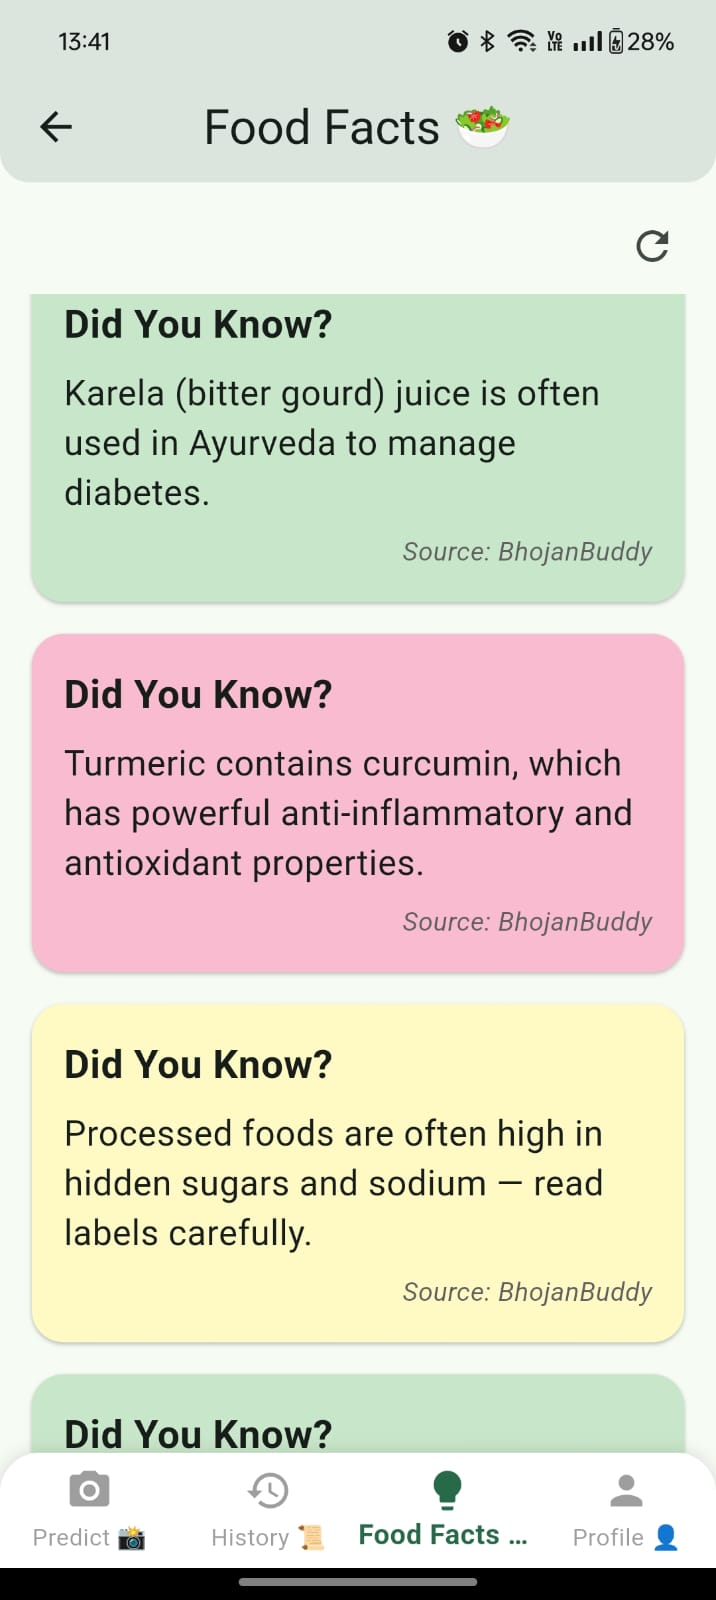 13:41
Vo LTE 28%
Food Facts 🥗
Did You Know?
Karela (bitter gourd) juice is often
used in Ayurveda to manage
diabetes.
Source: BhojanBuddy
Did You Know?
Turmeric contains curcumin, which
has powerful anti-inflammatory and
antioxidant properties.
Source: BhojanBuddy
Did You Know?
Processed foods are often high in
hidden sugars and sodium — read
labels carefully.
Source: BhojanBuddy
Did You Know?
Predict 📸
History 📜
Food Facts ...
Profile 👤